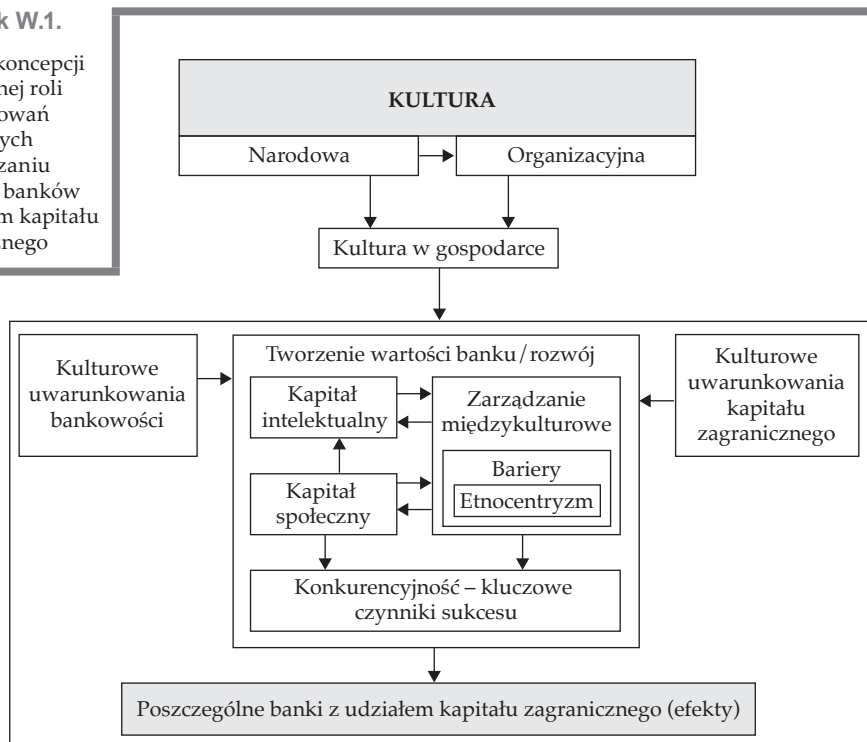 k W.1.
koncepcji
nej roli
owań
ych
zaniu
banków
m kapitału
znego
KULTURA
Narodowa
Organizacyjna
Kultura w gospodarce
Kulturowe
uwarunkowania
bankowości
Tworzenie wartości banku/rozwój
Kapitał
intelektualny
Zarządzanie
międzykulturowe
Bariery
Etnocentryzm
Kapitał
społeczny
Konkurencyjność – kluczowe
czynniki sukcesu
Kulturowe
uwarunkowania
kapitału
zagranicznego
Poszczególne banki z udziałem kapitału zagranicznego (efekty)